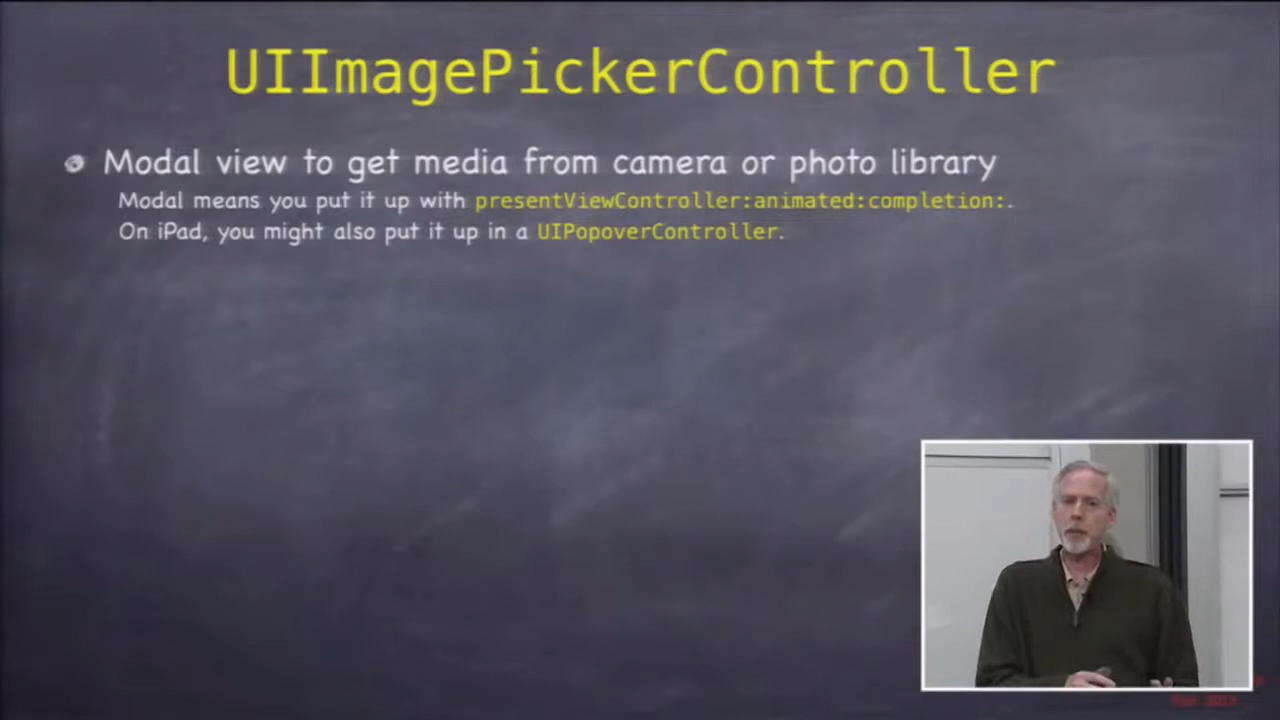 UIImagePickerController
Modal view to get media from camera or photo library
Modal means you put it up with presentViewController:animated:completion:.
On iPad, you might also put it up in a UIPopoverController.